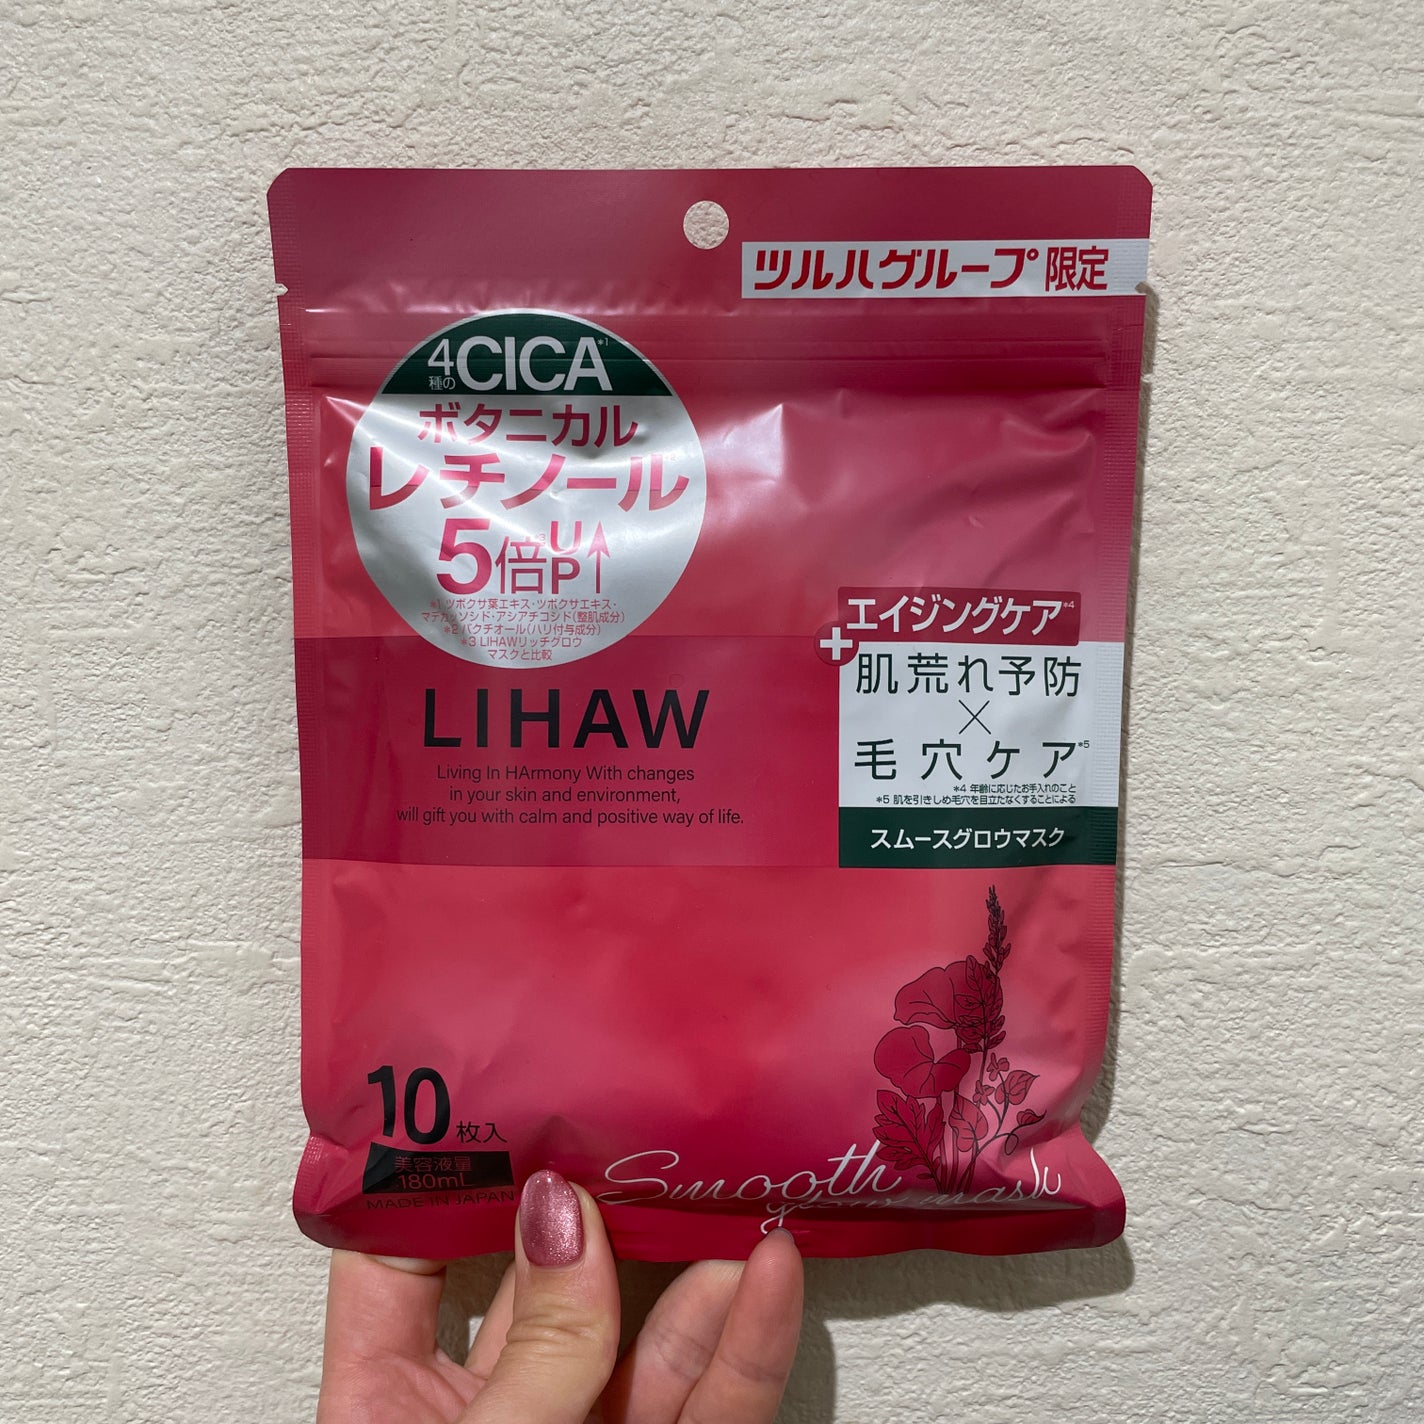 ツルハグループ 限定
4種のCICA*1
ボタニカル
レチノール
5倍*3UP↑
*1 ツボクサ葉エキス・ツボクサエキス・
マデカッソシド・アシアチコシド(整肌成分)
*2 バクチオール(ハリ付与成分)
*3 LIHAWリッチグロウ
マスクと比較
+エイジングケア*4
肌荒れ予防
×
毛穴ケア*5
*4 年齢に応じたお手入れのこと
*5 肌を引きしめ毛穴を目立たなくすることによる
スムースグロウマスク
LIHAW
Living In HArmony With changes
in your skin and environment,
will gift you with calm and positive way of life.
10枚入
美容液量
180mL
MADE IN JAPAN
Smooth
glow mask